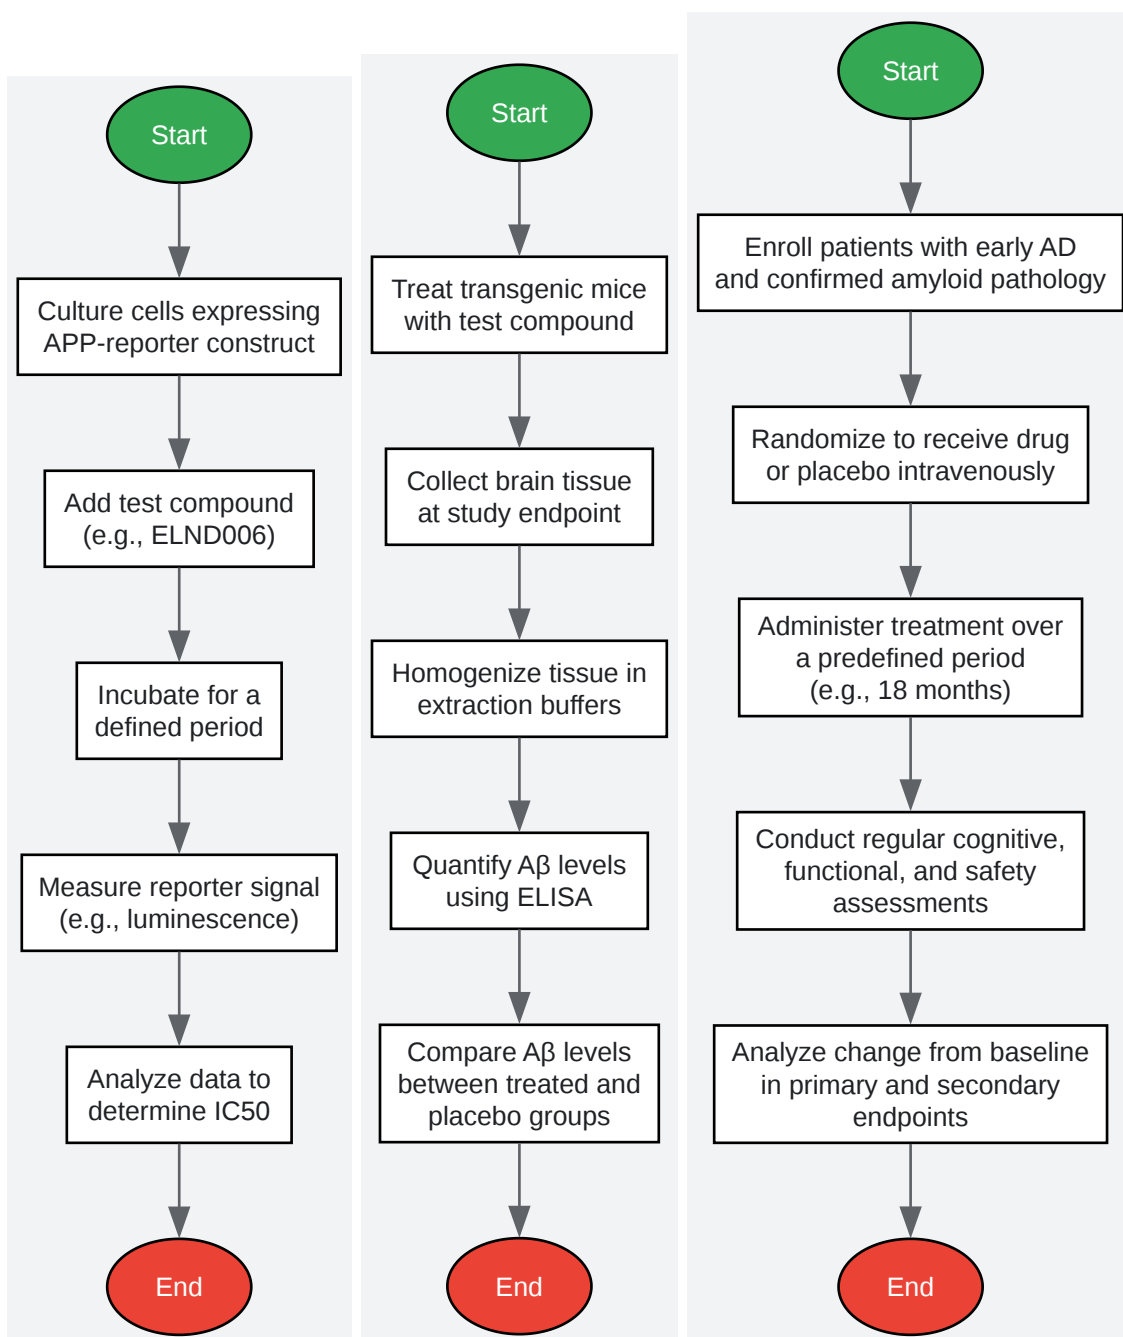 Start
Culture cells expressing
APP-reporter construct
Add test compound
(e.g., ELND006)
Incubate for a
defined period
Measure reporter signal
(e.g., luminescence)
Analyze data to
determine IC50
End
Start
Treat transgenic mice
with test compound
Collect brain tissue
at study endpoint
Homogenize tissue in
extraction buffers
Quantify Aβ levels
using ELISA
Compare Aβ levels
between treated and
placebo groups
End
Start
Enroll patients with early AD
and confirmed amyloid pathology
Randomize to receive drug
or placebo intravenously
Administer treatment over
a predefined period
(e.g., 18 months)
Conduct regular cognitive,
functional, and safety
assessments
Analyze change from baseline
in primary and secondary
endpoints
End